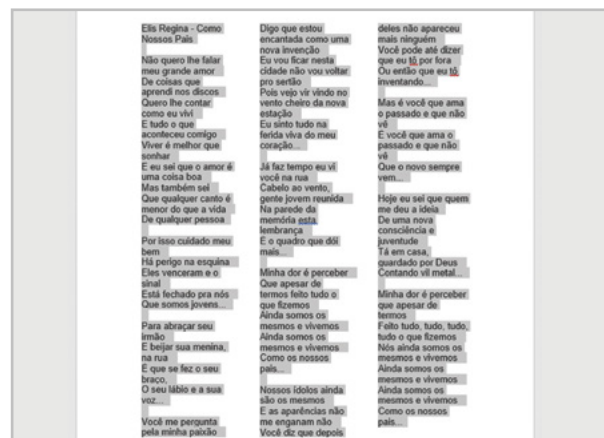 Elis Regina - Como
Nossos Pais
Não quero lhe falar
meu grande amor
De coisas que
aprendi nos discos
Quero lhe contar
como eu vivi
E tudo o que
aconteceu comigo
Viver é melhor que
sonhar
E eu sei que o amor é
uma coisa boa
Mas também sei
Que qualquer canto é
menor do que a vida
De qualquer pessoa
Por isso cuidado meu
bem
Há perigo na esquina
Eles venceram e o
sinal
Está fechado pra nós
Que somos jovens...
Para abraçar seu
irmão
E beijar sua menina,
na rua
É que se fez o seu
braço,
O seu lábio e a sua
voz...
Você me pergunta
pela minha paixão
Digo que estou
encantada como uma
nova invenção
Eu vou ficar nesta
cidade não vou voltar
pro sertão
Pois vejo vir vindo no
vento cheiro da nova
estação
Eu sinto tudo na
ferida viva do meu
coração...
Já faz tempo eu vi
você na rua
Cabelo ao vento,
gente jovem reunida
Na parede da
memória esta
lembrança
É o quadro que dói
mais...
Minha dor é perceber
Que apesar de
termos feito tudo o
que fizemos
Ainda somos os
mesmos e vivemos
Ainda somos os
mesmos e vivemos
Como os nossos
pais...
Nossos ídolos ainda
são os mesmos
E as aparências não
me enganam não
Você diz que depois
deles não apareceu
mais ninguém
Você pode até dizer
que eu tô por fora
Ou então que eu tô
inventando...
Mas é você que ama
o passado e que não
vê
É você que ama o
passado e que não
vê
Que o novo sempre
vem...
Hoje eu sei que quem
me deu a ideia
De uma nova
consciência e
juventude
Tá em casa,
guardado por Deus
Contando vil metal...
Minha dor é perceber
que apesar de
termos
Feito tudo, tudo, tudo,
tudo o que fizemos
Nós ainda somos os
mesmos e vivemos
Ainda somos os
mesmos e vivemos
Ainda somos os
mesmos e vivemos
Como os nossos
pais...